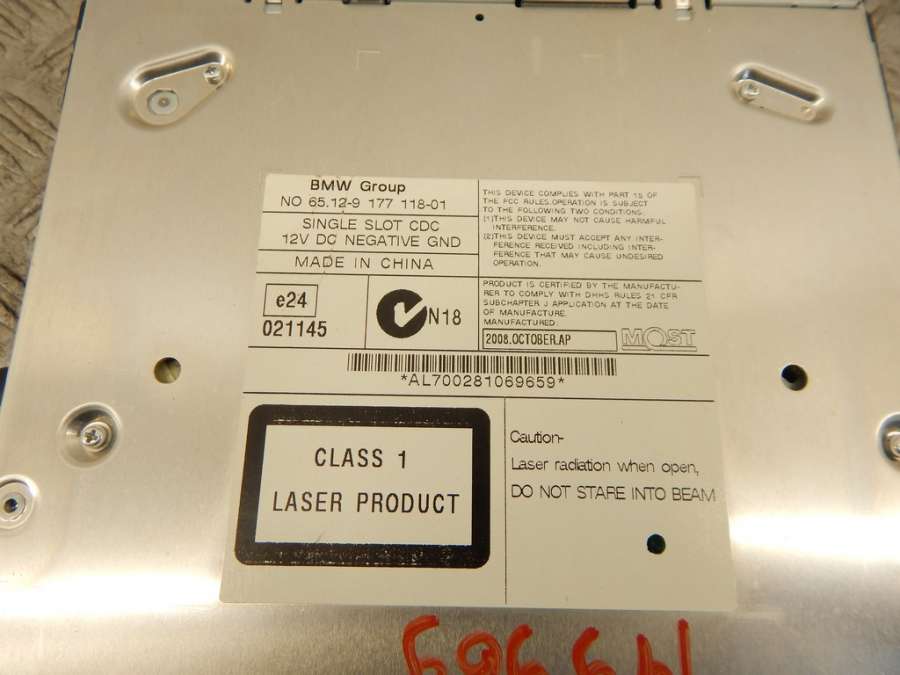 BMW Group
NO 65.12-9 177 118-01
SINGLE SLOT CDC
12V DC NEGATIVE GND
MADE IN CHINA
THIS DEVICE COMPLIES WITH PART 15 OF
THE FCC RULES.OPERATION IS SUBJECT
TO THE FOLLOWING TWO CONDITIONS.
(1)THIS DEVICE MAY NOT CAUSE HARMFUL
INTERFERENCE.
(2)THIS DEVICE MUST ACCEPT ANY INTER-
FERENCE RECEIVED INCLUDING INTER-
FERENCE THAT MAY CAUSE UNDESIRED
OPERATION.
e24
021145
N18
PRODUCT IS CERTIFIED BY THE MANUFACTU-
RER TO COMPLY WITH DHHS RULES 21 CFR
SUBCHAPTER J APPLICATION AT THE DATE
OF MANUFACTURE.
MANUFACTURED:
2008.OCTOBER.AP
MOST
*AL700281069659*
CLASS 1
LASER PRODUCT
Caution-
Laser radiation when open,
DO NOT STARE INTO BEAM